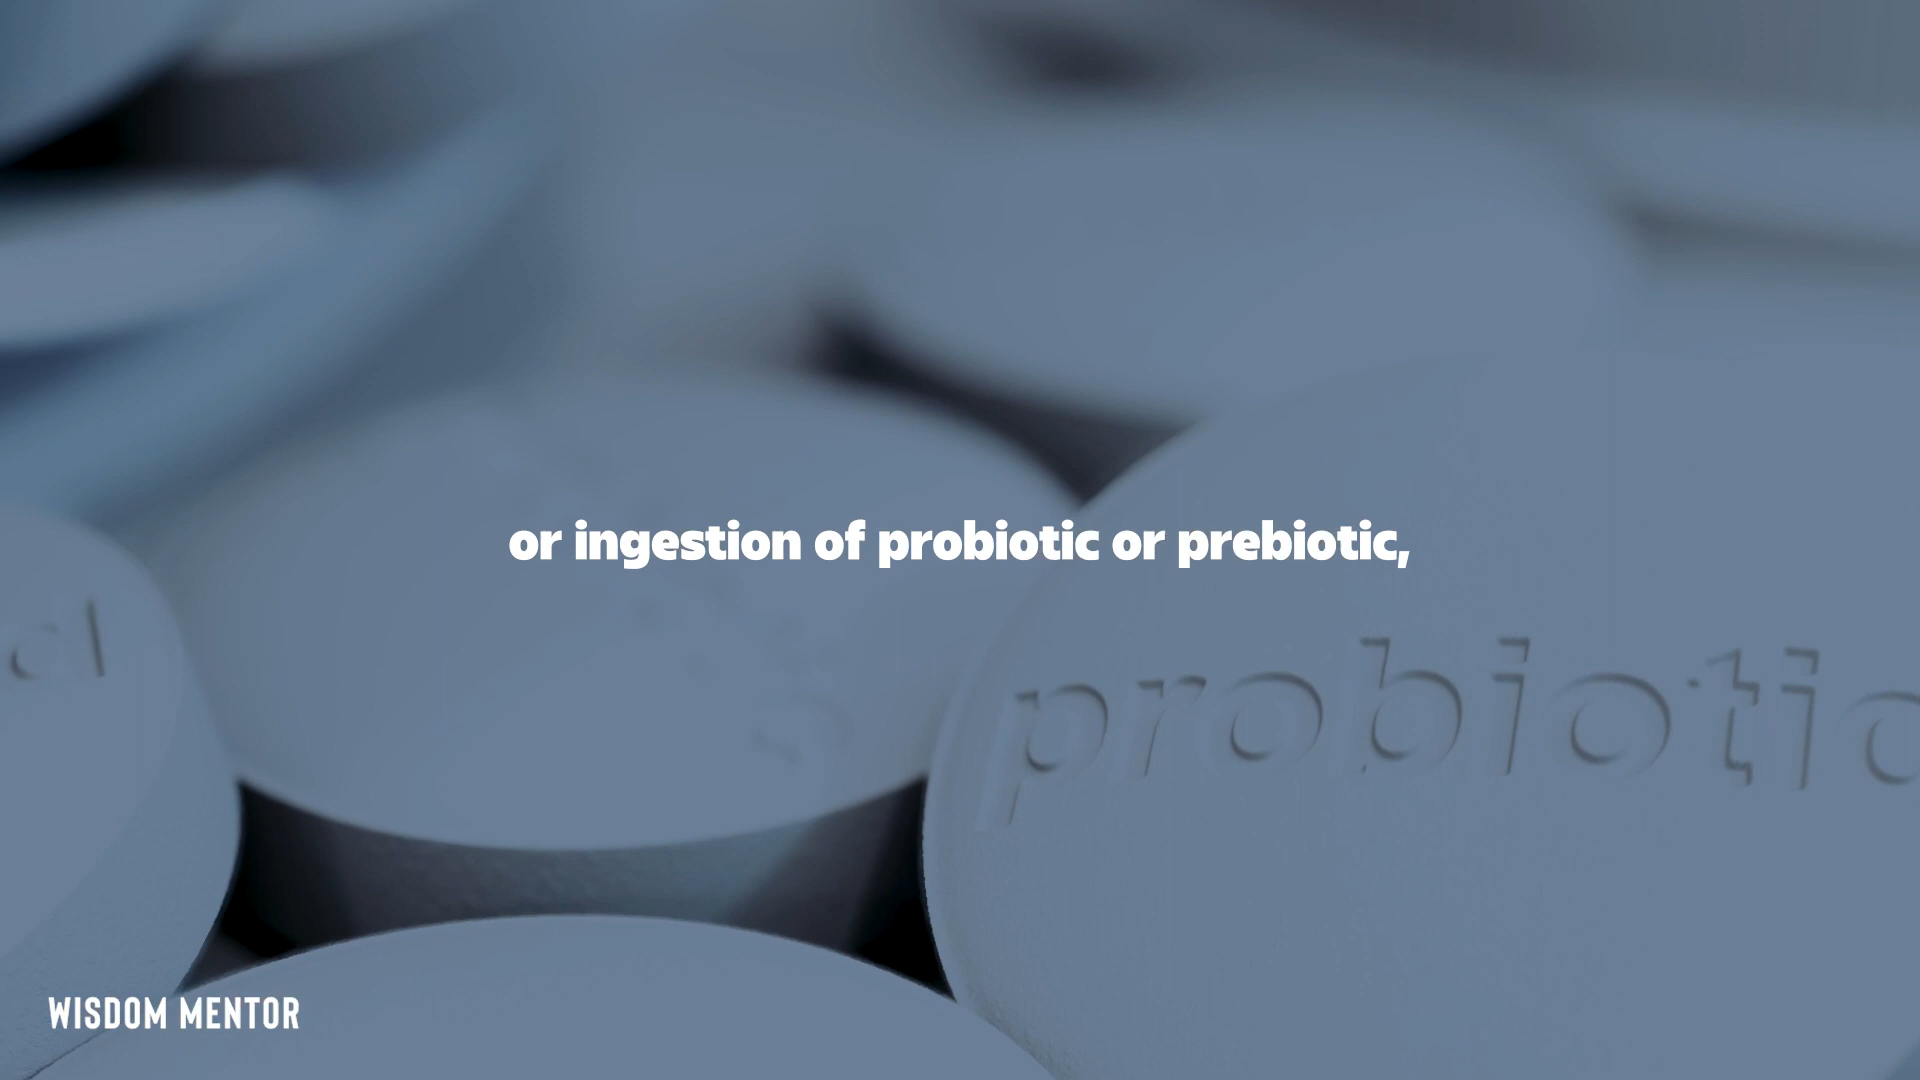 or ingestion of probiotic or prebiotic,
probiotic
WISDOM MENTOR